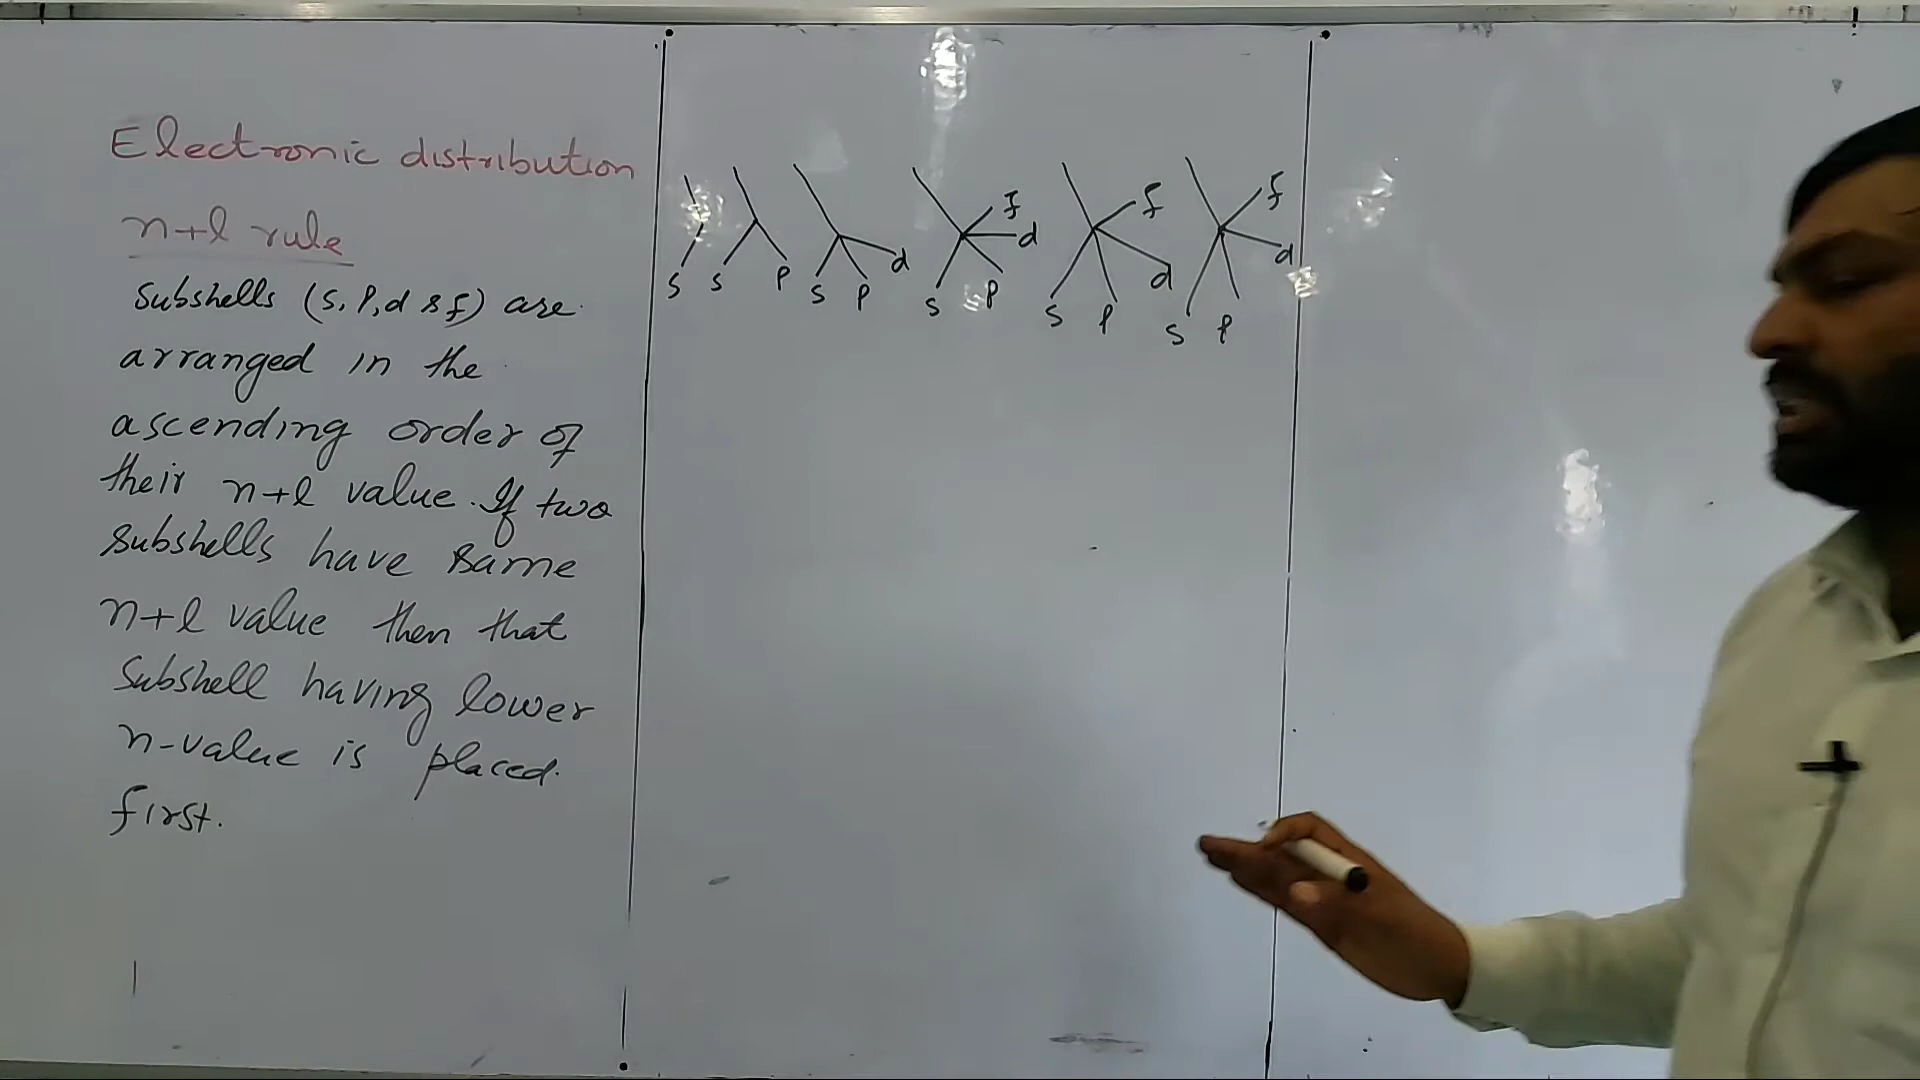 Electronic distribution
n+l rule
Subshells (s, p, d & f) are
arranged in the
ascending order of
their n+l value. If two
subshells have same
n+l value then that
subshell having lower
n-value is placed
first.
s s p s p d s p d f s p d f s p d f